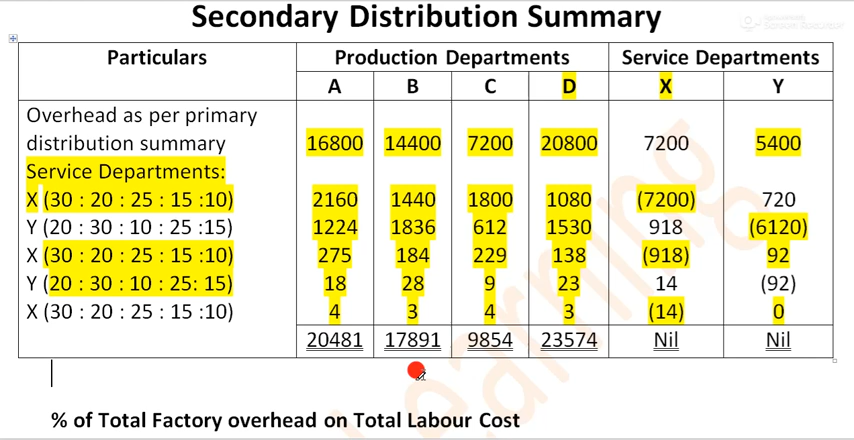 Secondary Distribution Summary
Particulars Production Departments Service Departments
A B C D X Y
Overhead as per primary
distribution summary 16800 14400 7200 20800 7200 5400
Service Departments:
X (30 : 20 : 25 : 15 :10) 2160 1440 1800 1080 (7200) 720
Y (20 : 30 : 10 : 25 :15) 1224 1836 612 1530 918 (6120)
X (30 : 20 : 25 : 15 :10) 275 184 229 138 (918) 92
Y (20 : 30 : 10 : 25: 15) 18 28 9 23 14 (92)
X (30 : 20 : 25 : 15 :10) 4 3 4 3 (14) 0
20481 17891 9854 23574 Nil Nil
% of Total Factory overhead on Total Labour Cost
Learning